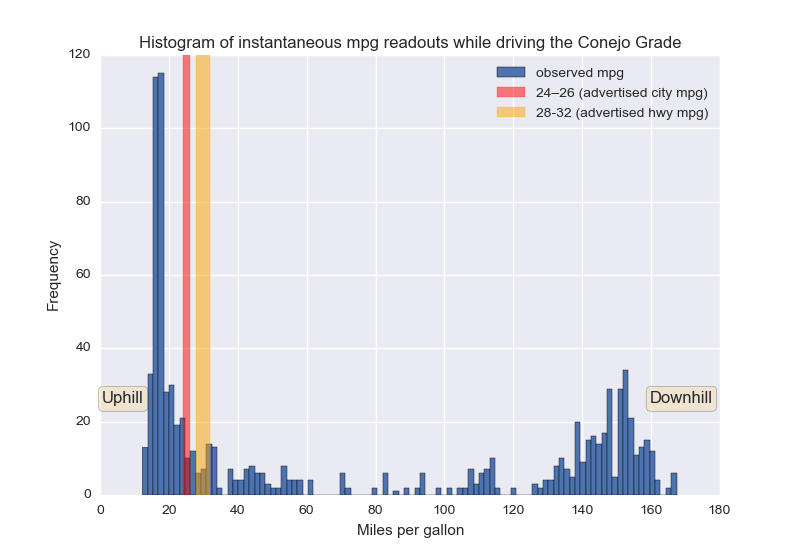 Histogram of instantaneous mpg readouts while driving the Conejo Grade
120
observed mpg
24–26 (advertised city mpg)
28-32 (advertised hwy mpg)
100
80
Frequency
60
40
Uphill
Downhill
20
0
0 20 40 60 80 100 120 140 160 180
Miles per gallon